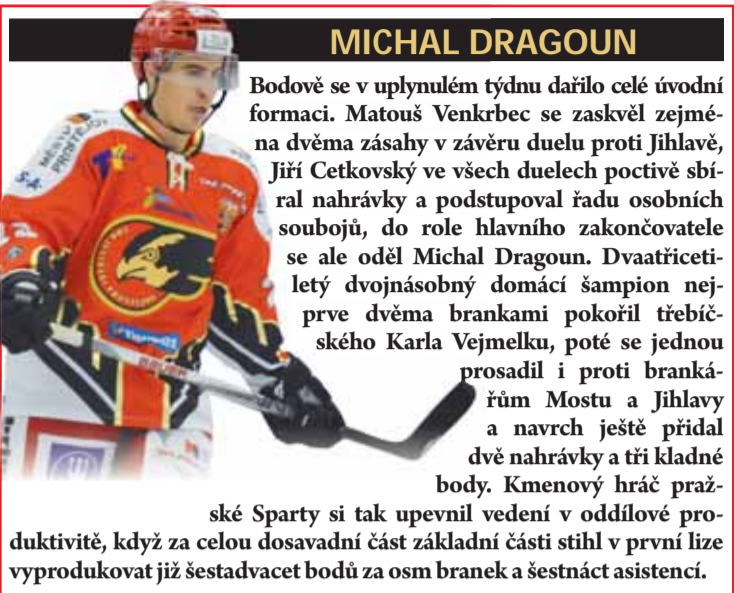 MICHAL DRAGOUN
Bodově se v uplynulém týdnu dařilo celé úvodní
formaci. Matouš Venkrbec se zaskvěl zejmé-
na dvěma zásahy v závěru duelu proti Jihlavě,
Jiří Cetkovský ve všech duelech poctivě sbí-
ral nahrávky a podstupoval řadu osobních
soubojů, do role hlavního zakončovatele
se ale oděl Michal Dragoun. Dvaatřiceti-
letý dvojnásobný domácí šampion nej-
prve dvěma brankami pokořil třebíč-
ského Karla Vejmelku, poté se jednou
prosadil i proti branká-
řům Mostu a Jihlavy
a navrch ještě přidal
dvě nahrávky a tři kladné
body. Kmenový hráč praž-
ské Sparty si tak upevnil vedení v oddílové pro-
duktivitě, když za celou dosavadní část základní části stihl v první lize
vyprodukovat již šestadvacet bodů za osm branek a šestnáct asistencí.